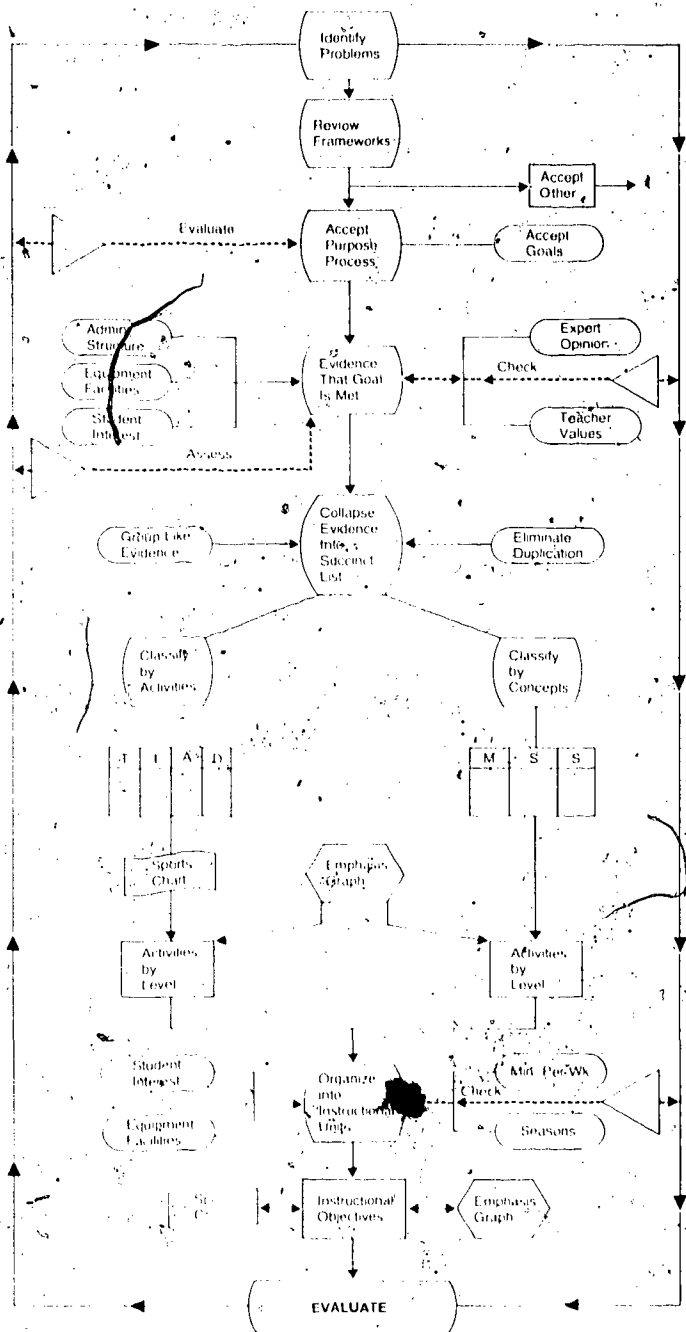 Identify
Problems
Review
Frameworks
Accept
Other
Evaluate
Accept
Purpose
Process
Accept
Goals
Admin
Structure
Equipment
Facilities
Student
Interest
Evidence
That Goal
Is Met
Expert
Opinion
Check
Teacher
Values
Assess
Group Like
Evidence
Collapse
Evidence
Into
Succinct
List
Eliminate
Duplication
Classify
by
Activities
Classify
by
Concepts
T I A D
M S S
Sports
Chart
Emphasis
Graph
Activities
by
Level
Activities
by
Level
Student
Interest
Equipment
Facilities
Organize
into
Instructional
Units
Min. Per Wk
Check
Seasons
Instructional
Objectives
Emphasis
Graph
EVALUATE